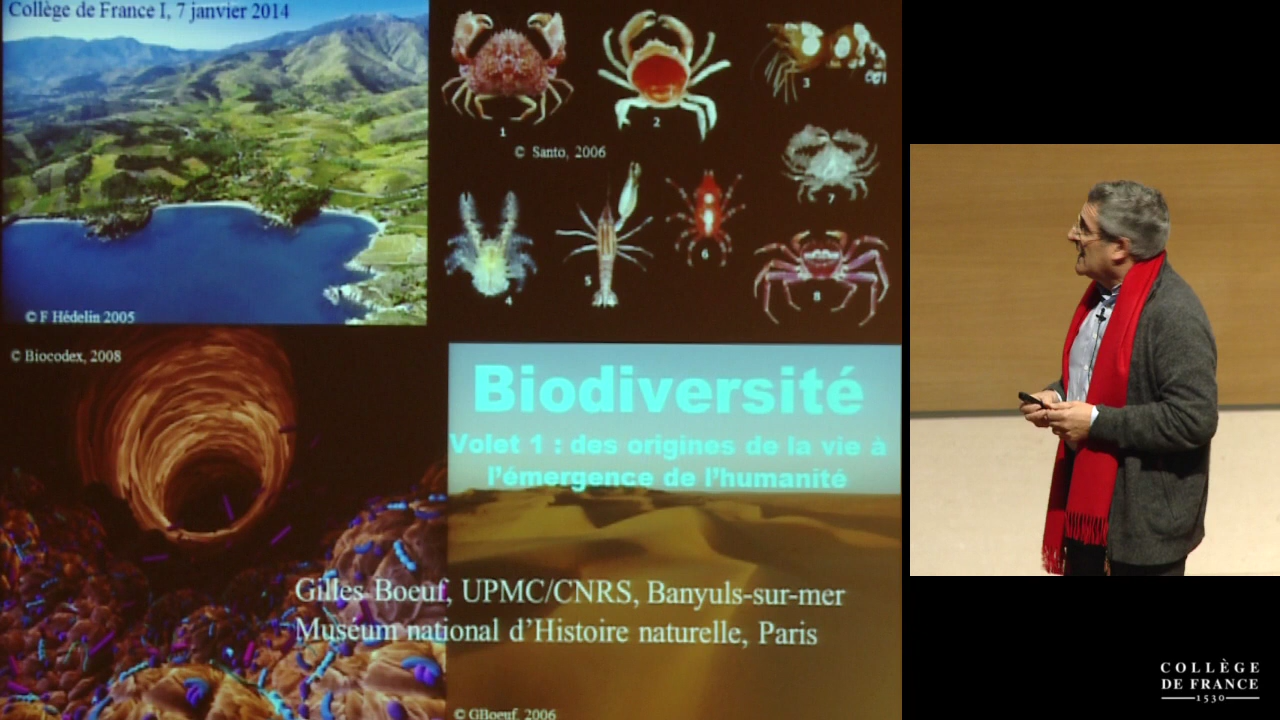 Collège de France I, 7 janvier 2014
© F Hédelin 2005
1
2
3
001
© Santo, 2006
7
4
5
6
8
© Biocodex, 2008
Biodiversité
Volet 1 : des origines de la vie à
l'émergence de l'humanité
Gilles Boeuf, UPMC/CNRS, Banyuls-sur-mer
Muséum national d'Histoire naturelle, Paris
© GBoeuf, 2006
COLLÈGE
DE FRANCE
1530